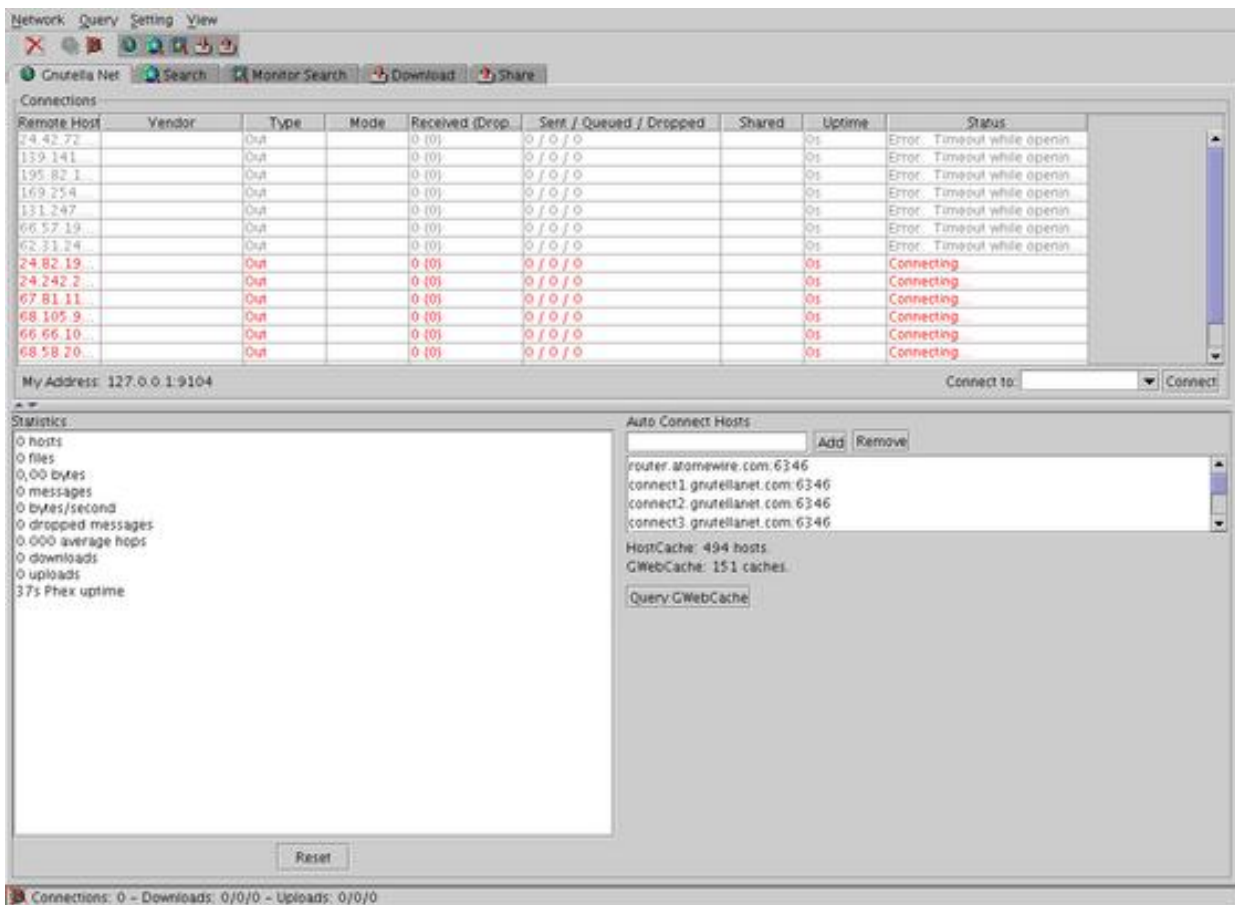 Network Query Setting View
Gnutella Net Search Monitor Search Download Share
Connections
Remote Host Vendor Type Mode Received (Drop... Sent / Queued / Dropped Shared Uptime Status
24.42.72... Out 0 (0) 0 / 0 / 0 0s Error. Timeout while openin...
139.141.... Out 0 (0) 0 / 0 / 0 0s Error. Timeout while openin...
195.82.1... Out 0 (0) 0 / 0 / 0 0s Error. Timeout while openin...
169.254.... Out 0 (0) 0 / 0 / 0 0s Error. Timeout while openin...
131.247.... Out 0 (0) 0 / 0 / 0 0s Error. Timeout while openin...
66.57.19... Out 0 (0) 0 / 0 / 0 0s Error. Timeout while openin...
62.31.24... Out 0 (0) 0 / 0 / 0 0s Error. Timeout while openin...
24.82.19... Out 0 (0) 0 / 0 / 0 0s Connecting...
24.242.2... Out 0 (0) 0 / 0 / 0 0s Connecting...
67.81.11... Out 0 (0) 0 / 0 / 0 0s Connecting...
68.105.9... Out 0 (0) 0 / 0 / 0 0s Connecting...
66.66.10... Out 0 (0) 0 / 0 / 0 0s Connecting...
68.58.20... Out 0 (0) 0 / 0 / 0 0s Connecting...
My Address: 127.0.0.1:9104 Connect to: Connect
Statistics
0 hosts
0 files
0,00 bytes
0 messages
0 bytes/second
0 dropped messages
0.000 average hops
0 downloads
0 uploads
37s Phex uptime
Reset
Auto Connect Hosts
Add Remove
router.atomewire.com:6346
connect1.gnutellanet.com:6346
connect2.gnutellanet.com:6346
connect3.gnutellanet.com:6346
HostCache: 494 hosts.
GWebCache: 151 caches.
Query GWebCache
Connections: 0 – Downloads: 0/0/0 – Uploads: 0/0/0